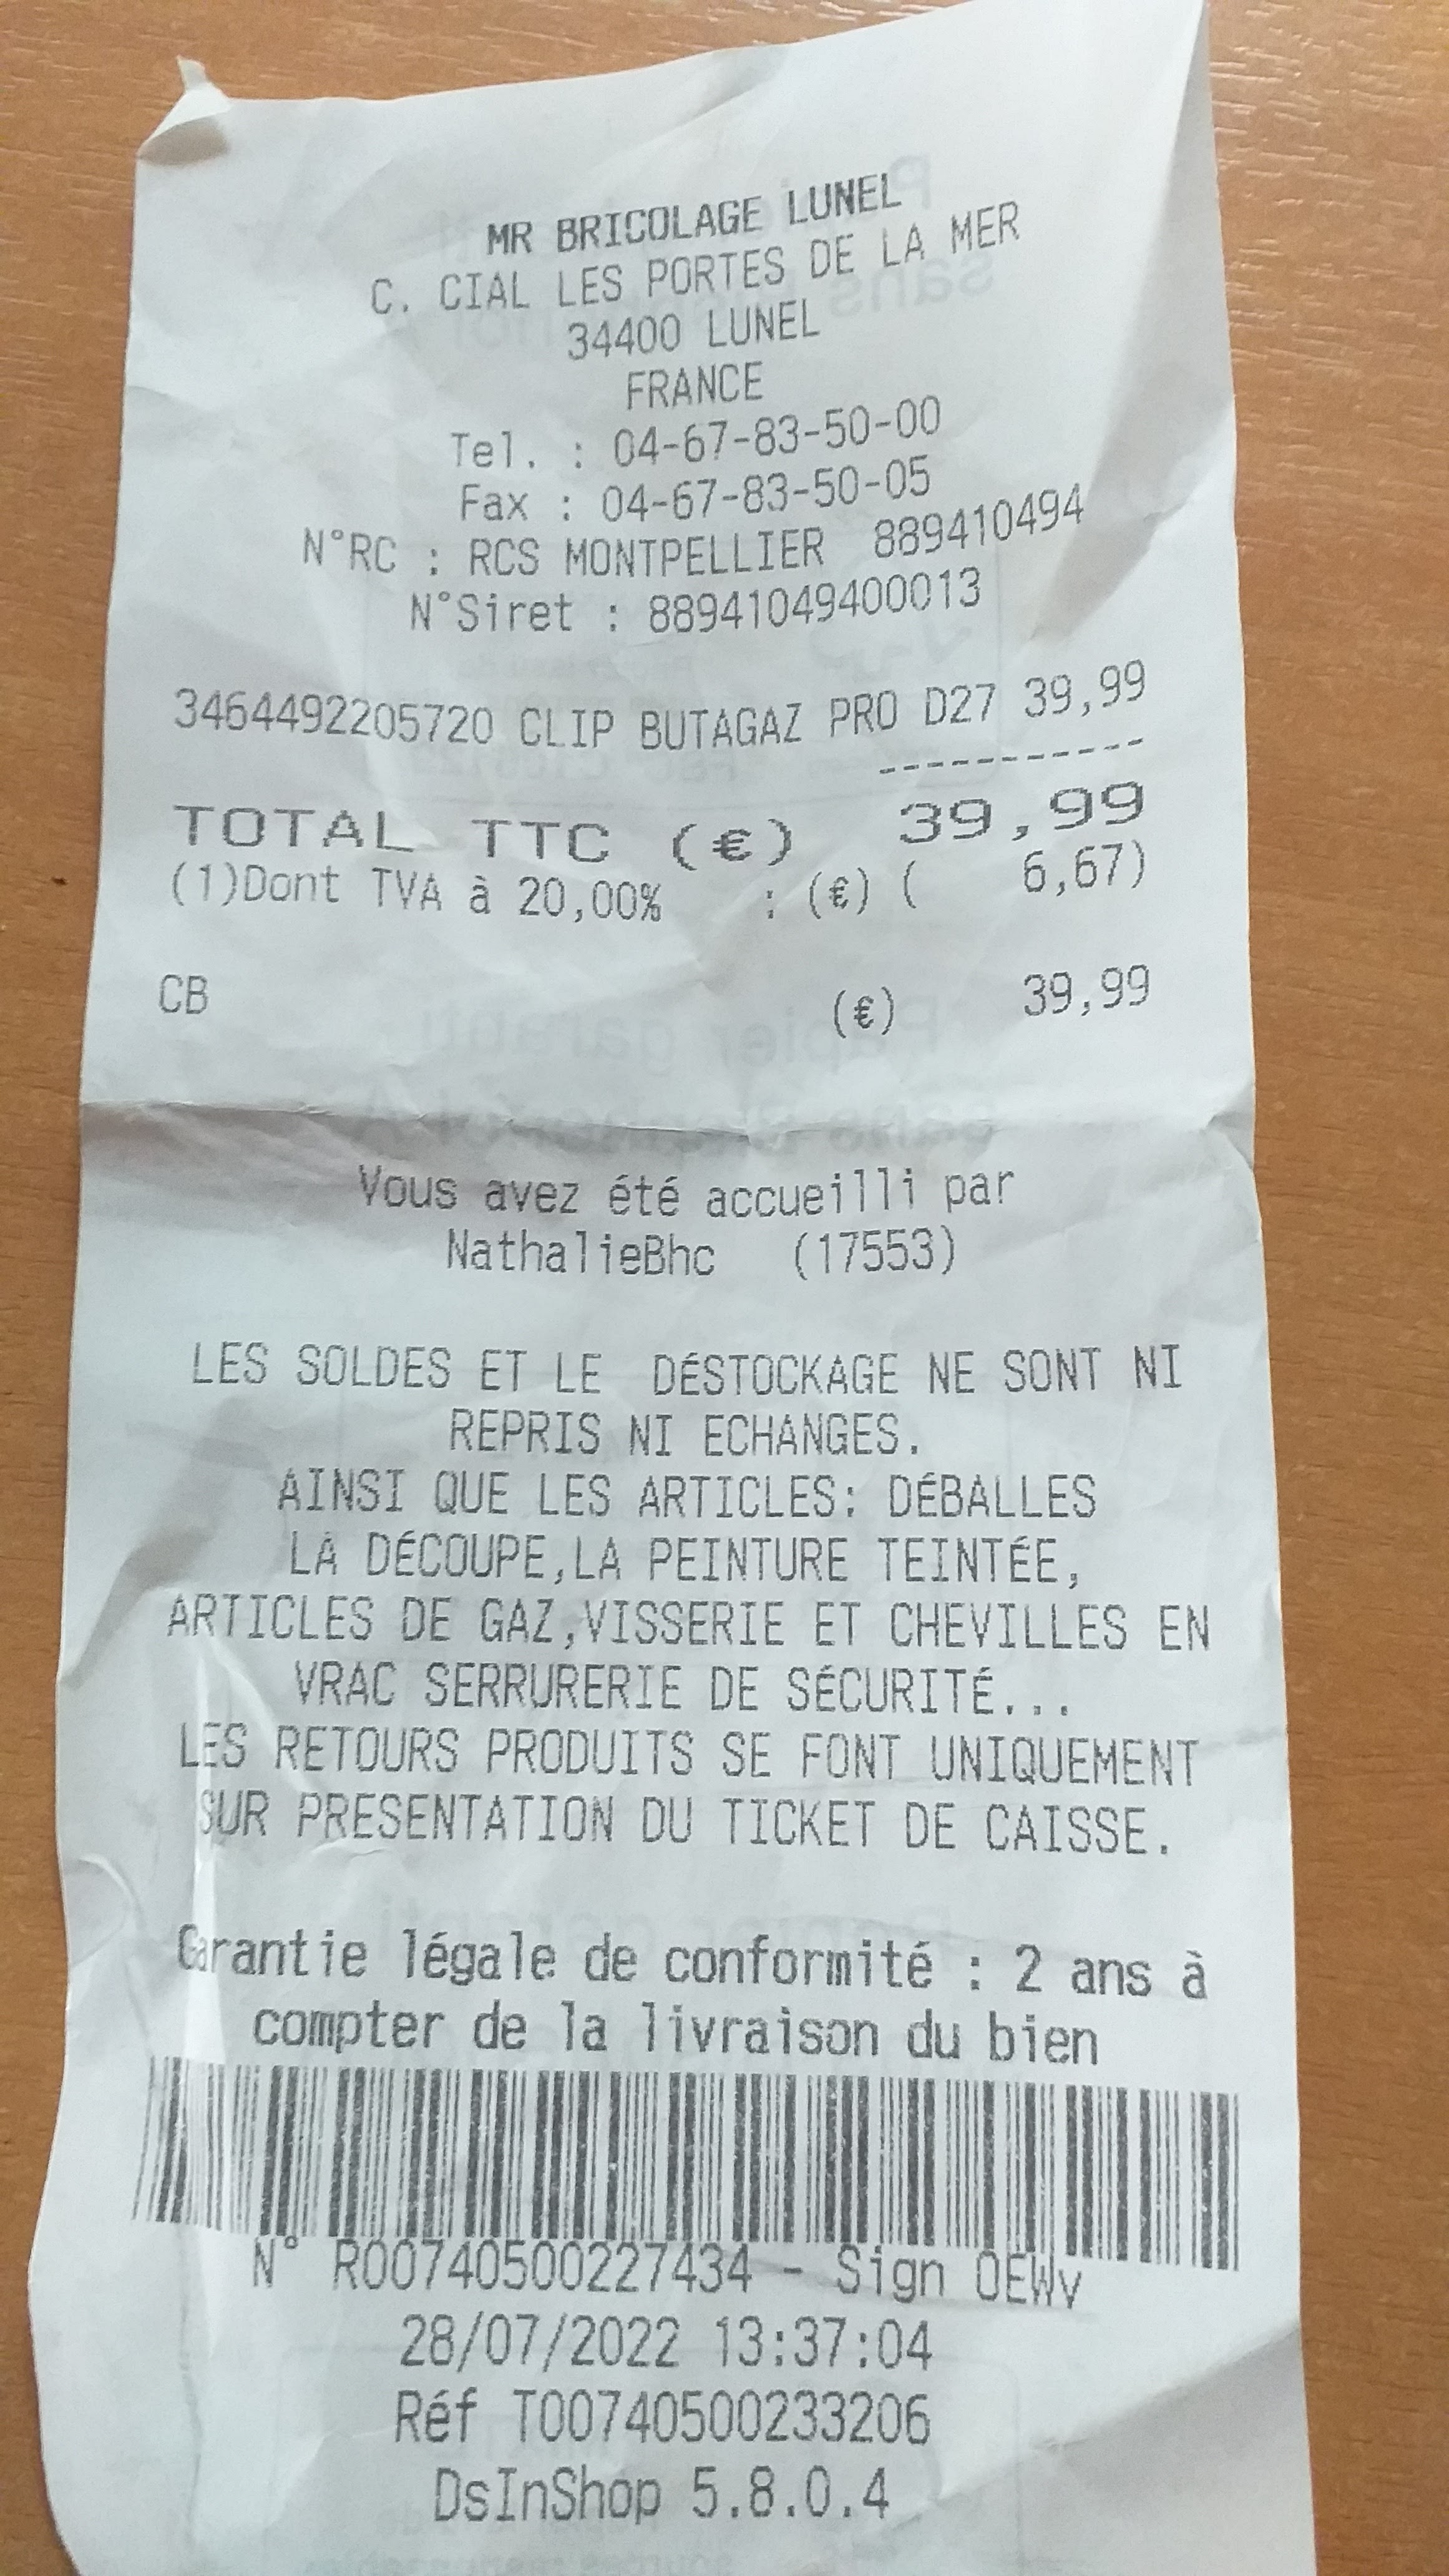 MR BRICOLAGE LUNEL
C. CIAL LES PORTES DE LA MER
34400 LUNEL
FRANCE
Tel. : 04-67-83-50-00
Fax : 04-67-83-50-05
N°RC : RCS MONTPELLIER 889410494
N°Siret : 88941049400013
3464492205720 CLIP BUTAGAZ PRO D27 39,99
-----------
TOTAL TTC (€) 39,99
(1)Dont TVA à 20,00% : (€) ( 6,67)
CB (€) 39,99
Vous avez été accueilli par
NathalieBhc (17553)
LES SOLDES ET LE DÉSTOCKAGE NE SONT NI
REPRIS NI ECHANGES.
AINSI QUE LES ARTICLES: DÉBALLES
LA DÉCOUPE,LA PEINTURE TEINTÉE,
ARTICLES DE GAZ,VISSERIE ET CHEVILLES EN
VRAC SERRURERIE DE SÉCURITÉ...
LES RETOURS PRODUITS SE FONT UNIQUEMENT
SUR PRESENTATION DU TICKET DE CAISSE.
Garantie légale de conformité : 2 ans à
compter de la livraison du bien
N° R00740500227434 - Sign OEWv
28/07/2022 13:37:04
Réf T00740500233206
DsInShop 5.8.0.4